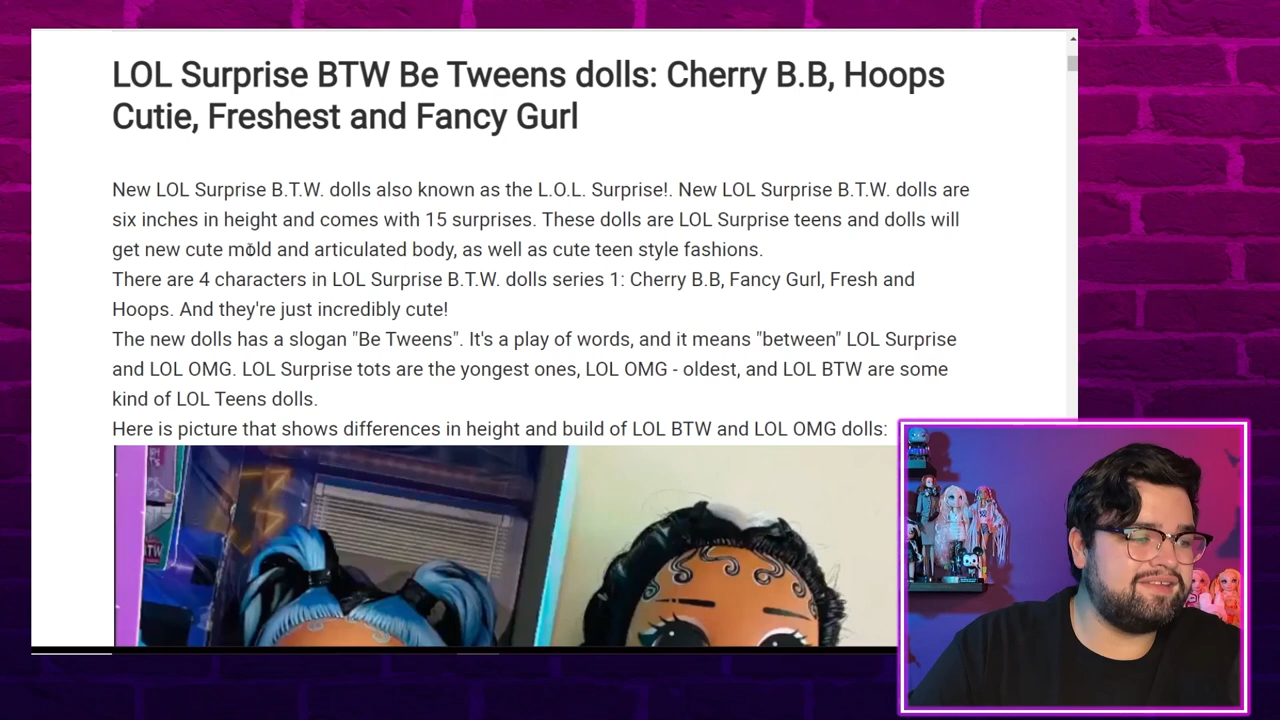 LOL Surprise BTW Be Tweens dolls: Cherry B.B, Hoops
Cutie, Freshest and Fancy Gurl
New LOL Surprise B.T.W. dolls also known as the L.O.L. Surprise!. New LOL Surprise B.T.W. dolls are
six inches in height and comes with 15 surprises. These dolls are LOL Surprise teens and dolls will
get new cute mold and articulated body, as well as cute teen style fashions.
There are 4 characters in LOL Surprise B.T.W. dolls series 1: Cherry B.B, Fancy Gurl, Fresh and
Hoops. And they're just incredibly cute!
The new dolls has a slogan "Be Tweens". It's a play of words, and it means "between" LOL Surprise
and LOL OMG. LOL Surprise tots are the yongest ones, LOL OMG - oldest, and LOL BTW are some
kind of LOL Teens dolls.
Here is picture that shows differences in height and build of LOL BTW and LOL OMG dolls: